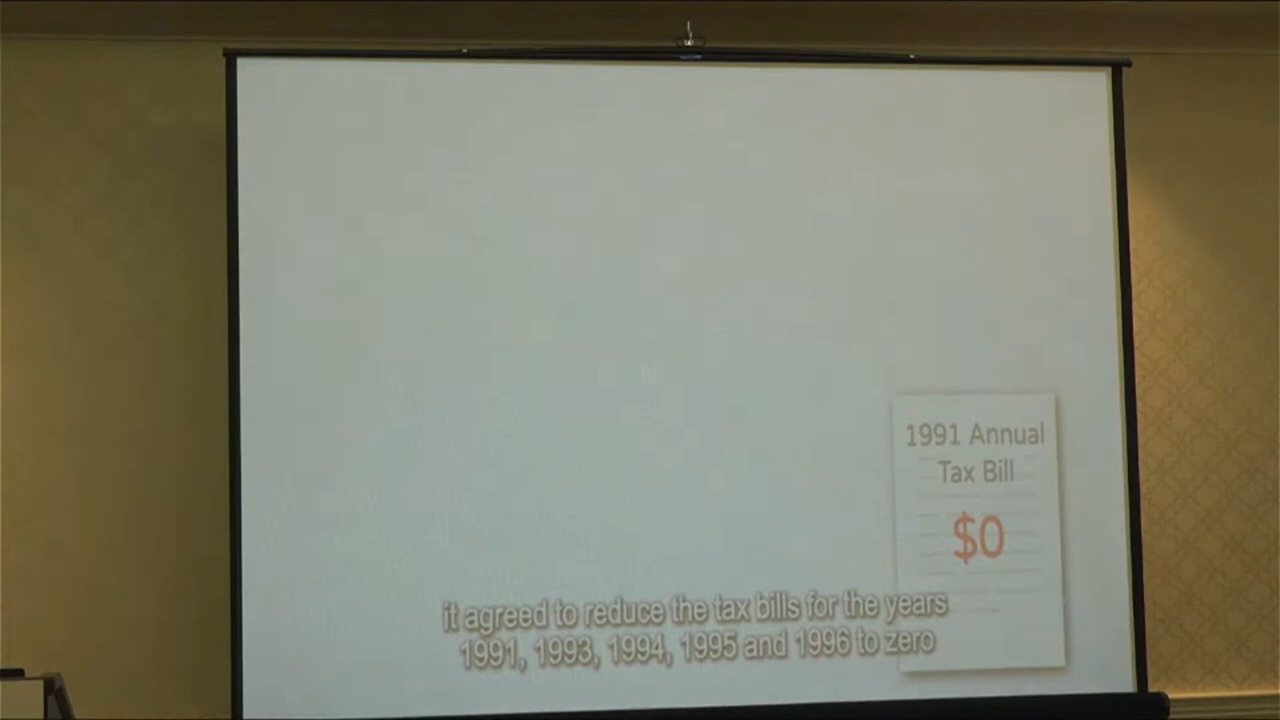 1991 Annual
Tax Bill
$0
it agreed to reduce the tax bills for the years
1991, 1993, 1994, 1995 and 1996 to zero